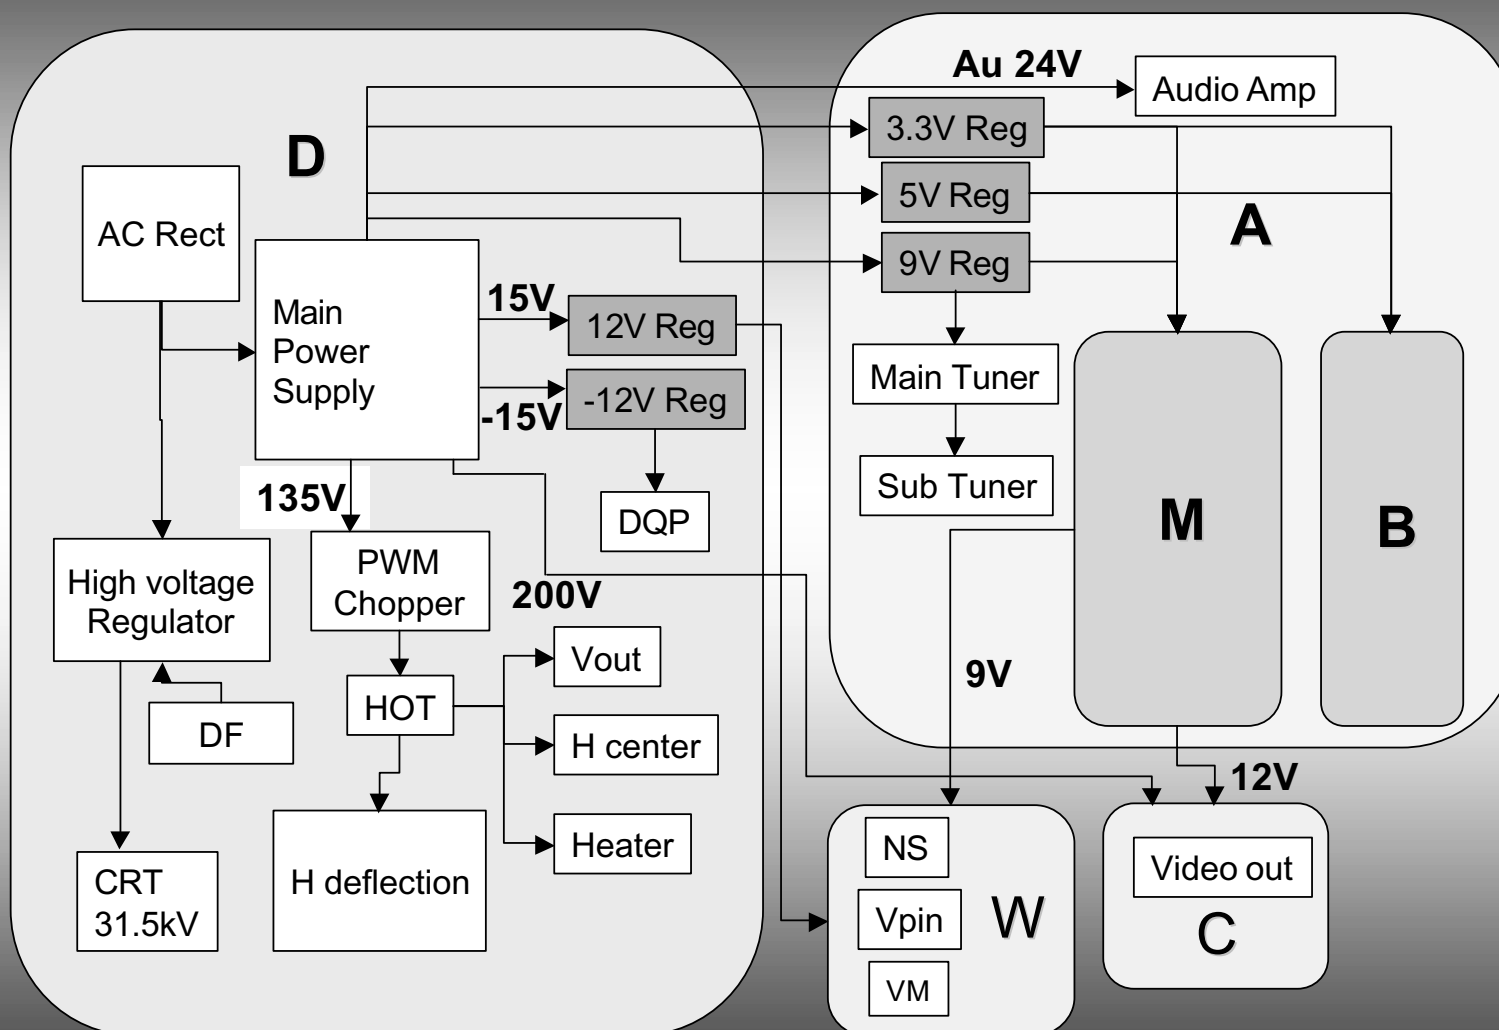 Au 24V
Audio Amp
3.3V Reg
D
AC Rect
5V Reg
A
9V Reg
15V
Main
Power
Supply
12V Reg
-15V
-12V Reg
Main Tuner
135V
Sub Tuner
DQP
M
B
PWM
Chopper
High voltage
Regulator
200V
Vout
9V
HOT
DF
H center
12V
Heater
NS
Video out
CRT
31.5kV
H deflection
Vpin
W
C
VM